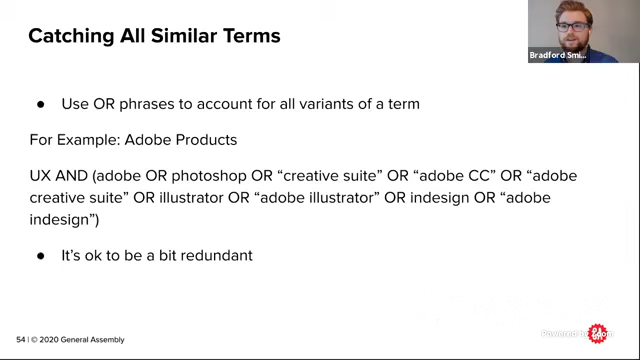 Catching All Similar Terms
Bradford Smi...
● Use OR phrases to account for all variants of a term
For Example: Adobe Products
UX AND (adobe OR photoshop OR “creative suite” OR “adobe CC” OR “adobe
creative suite” OR illustrator OR “adobe illustrator” OR indesign OR “adobe
indesign”)
● It’s ok to be a bit redundant
54 | © 2020 General Assembly
Powered by